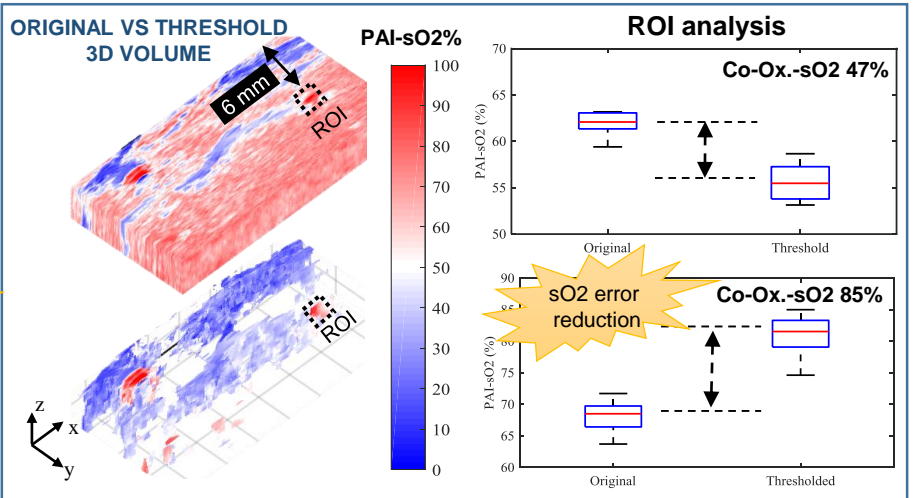 ORIGINAL VS THRESHOLD
3D VOLUME
6 mm
ROI
ROI
z
x
y
PAI-sO2%
100
90
80
70
60
50
40
30
20
10
0
ROI analysis
Co-Ox.-sO2 47%
PAI-sO2 (%)
70
65
60
55
50
Original
Threshold
sO2 error
reduction
Co-Ox.-sO2 85%
PAI-sO2 (%)
90
75
70
65
60
Original
Thresholded